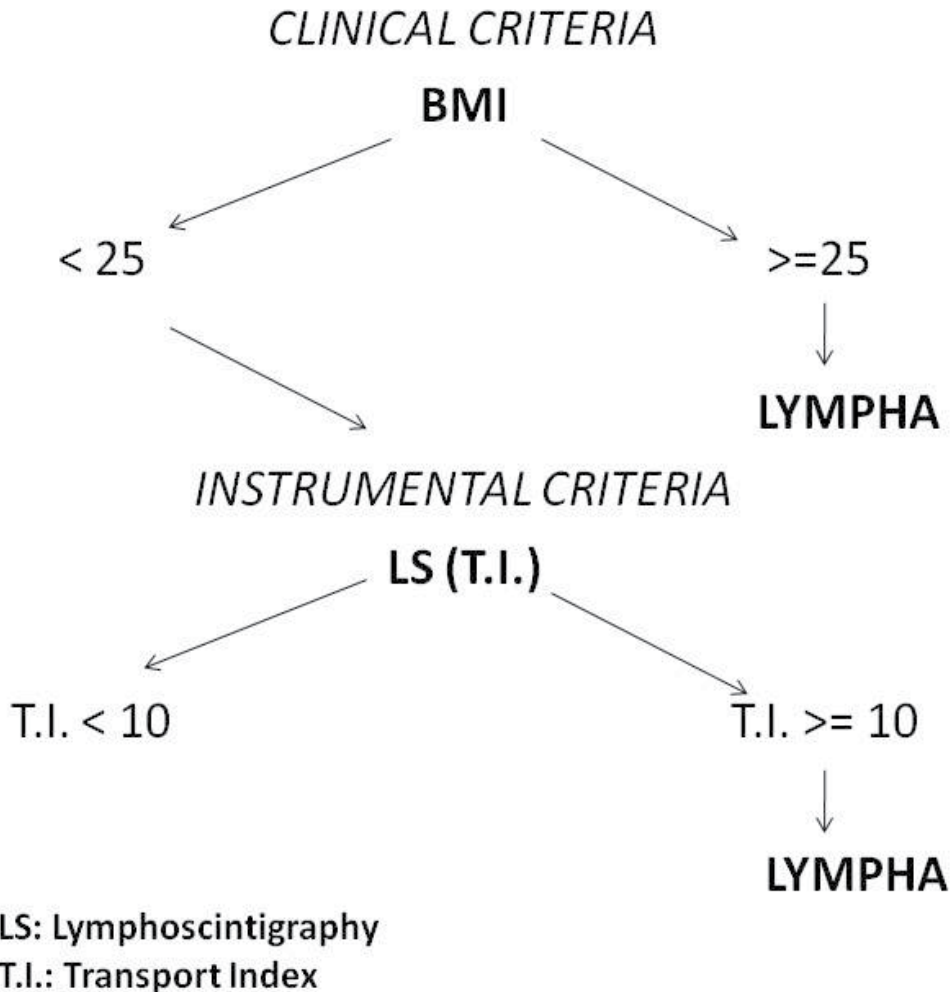 CLINICAL CRITERIA
BMI
< 25
>=25
LYMPHA
INSTRUMENTAL CRITERIA
LS (T.I.)
T.I. < 10
T.I. >= 10
LYMPHA
LS: Lymphoscintigraphy
T.I.: Transport Index